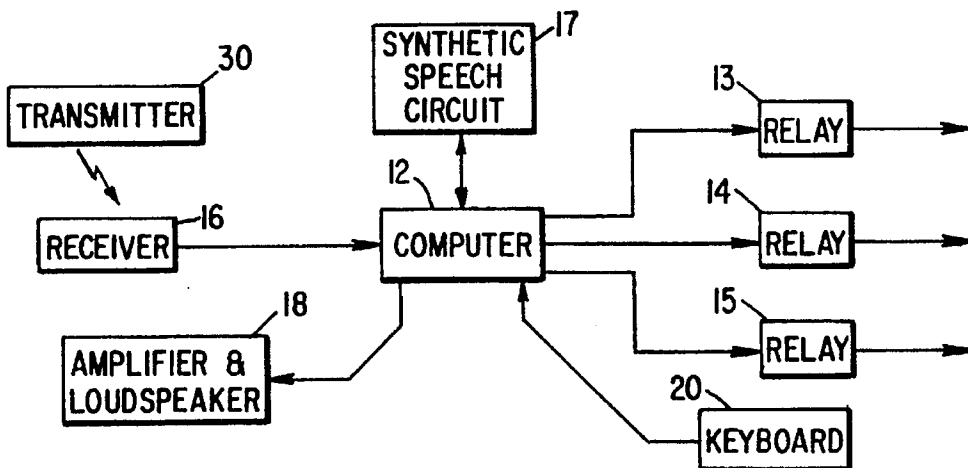 30
TRANSMITTER
16
RECEIVER
17
SYNTHETIC
SPEECH
CIRCUIT
12
COMPUTER
18
AMPLIFIER &
LOUDSPEAKER
13
RELAY
14
RELAY
15
RELAY
20
KEYBOARD